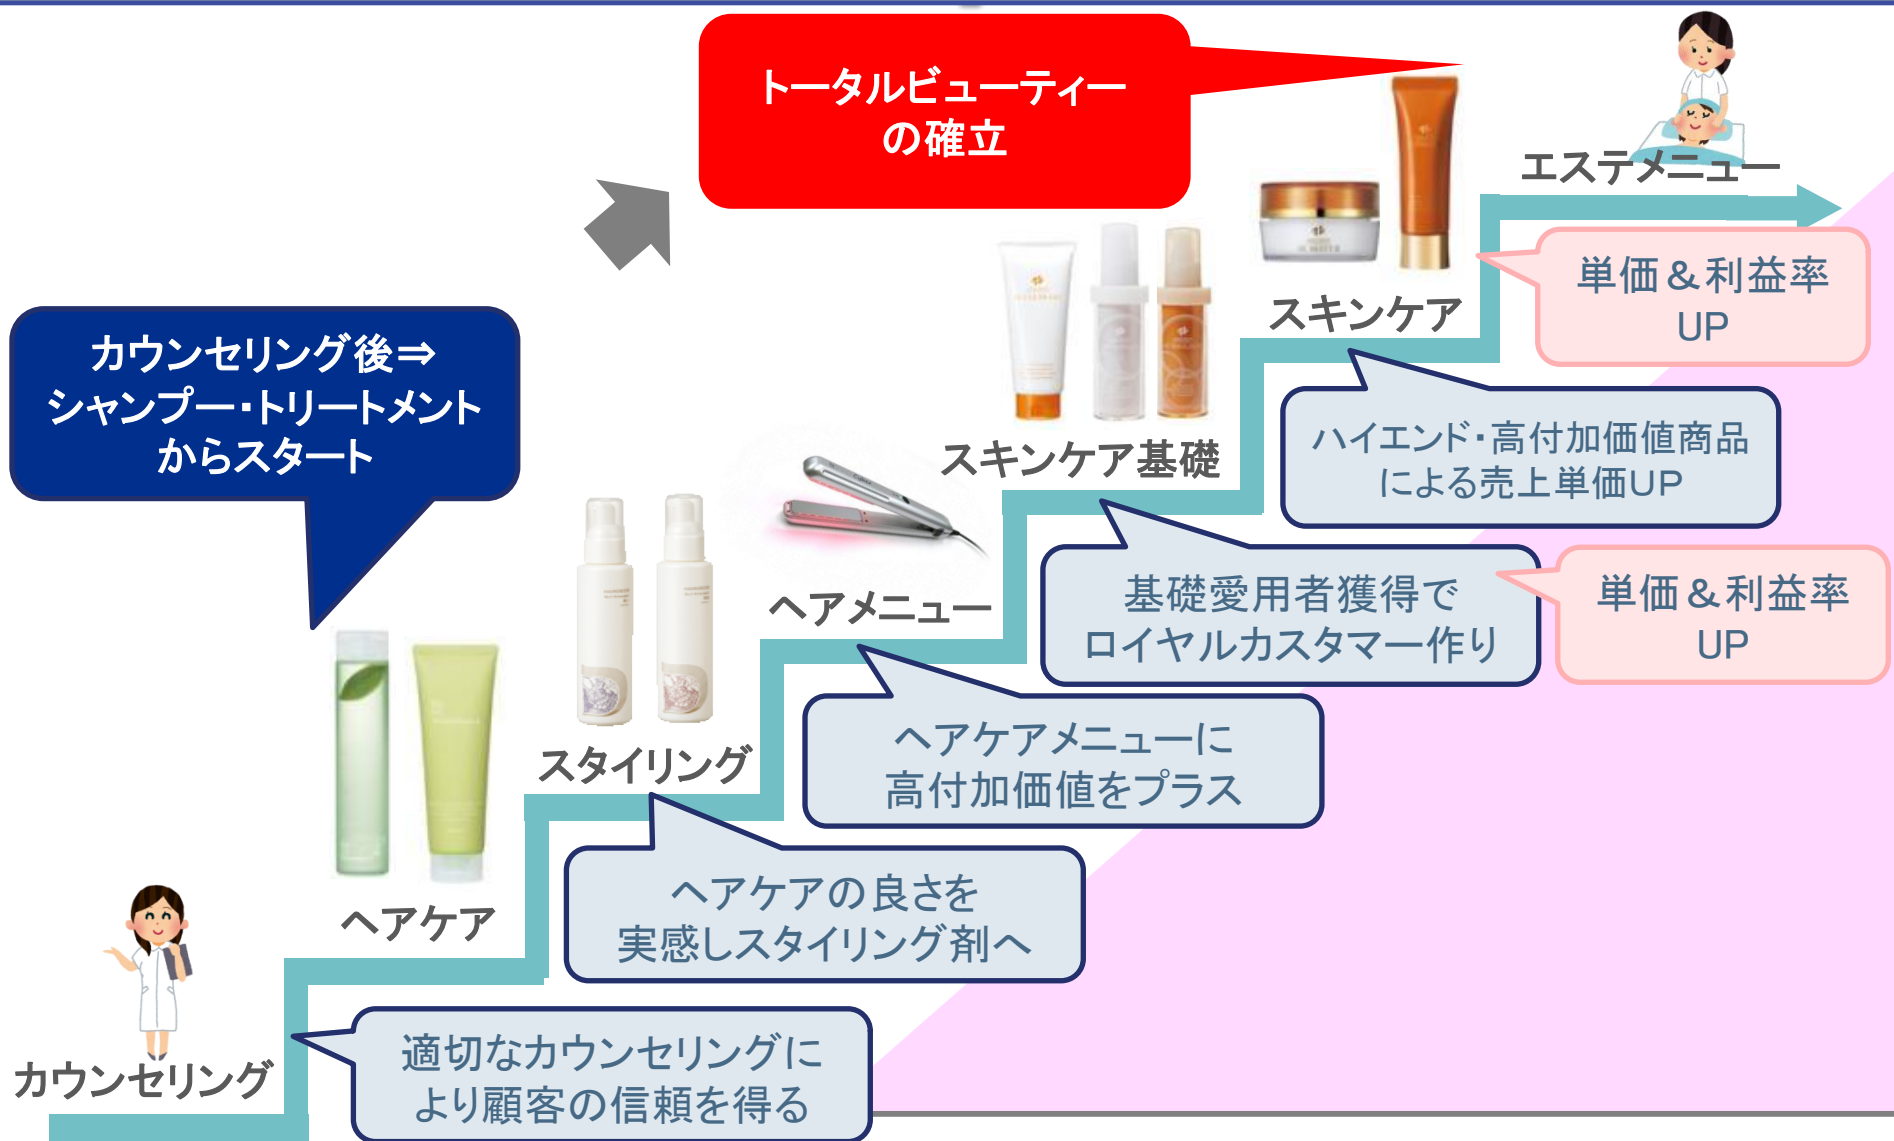 トータルビューティー
の確立
エステメニュー
単価＆利益率
UP
スキンケア
カウンセリング後⇒
シャンプー・トリートメント
からスタート
ハイエンド・高付加価値商品
による売上単価UP
スキンケア基礎
基礎愛用者獲得で
ロイヤルカスタマー作り
単価＆利益率
UP
ヘアメニュー
ヘアケアメニューに
高付加価値をプラス
スタイリング
ヘアケアの良さを
実感しスタイリング剤へ
ヘアケア
適切なカウンセリングに
より顧客の信頼を得る
カウンセリング